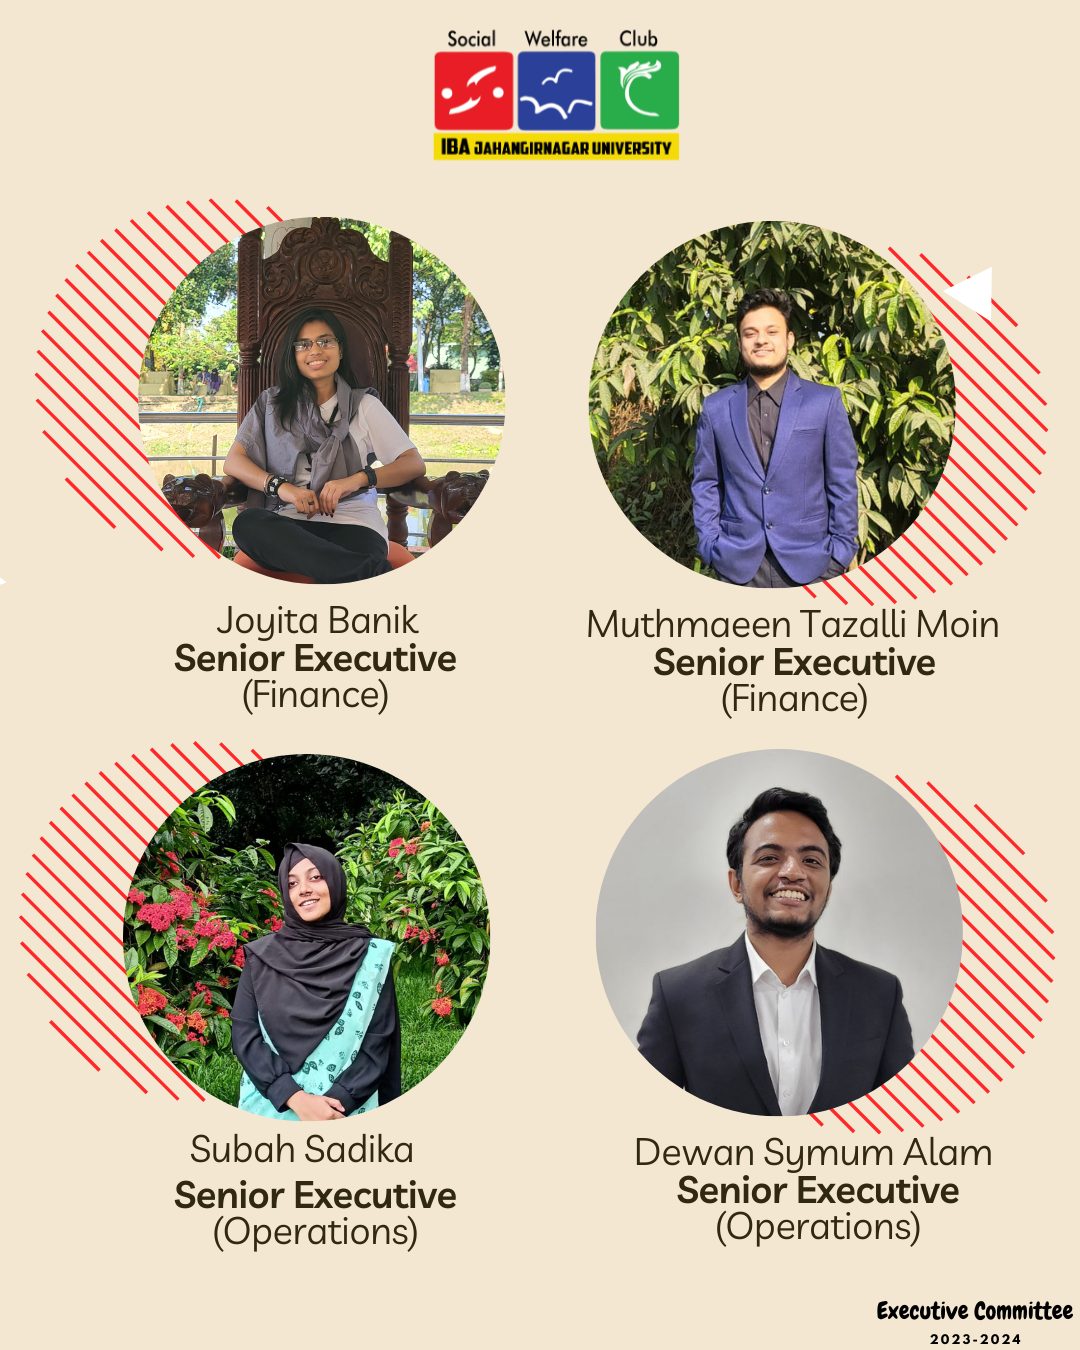 Social Welfare Club
IBA JAHANGIRNAGAR UNIVERSITY
Joyita Banik
Senior Executive
(Finance)
Muthmaeen Tazalli Moin
Senior Executive
(Finance)
Subah Sadika
Senior Executive
(Operations)
Dewan Symum Alam
Senior Executive
(Operations)
Executive Committee
2023-2024